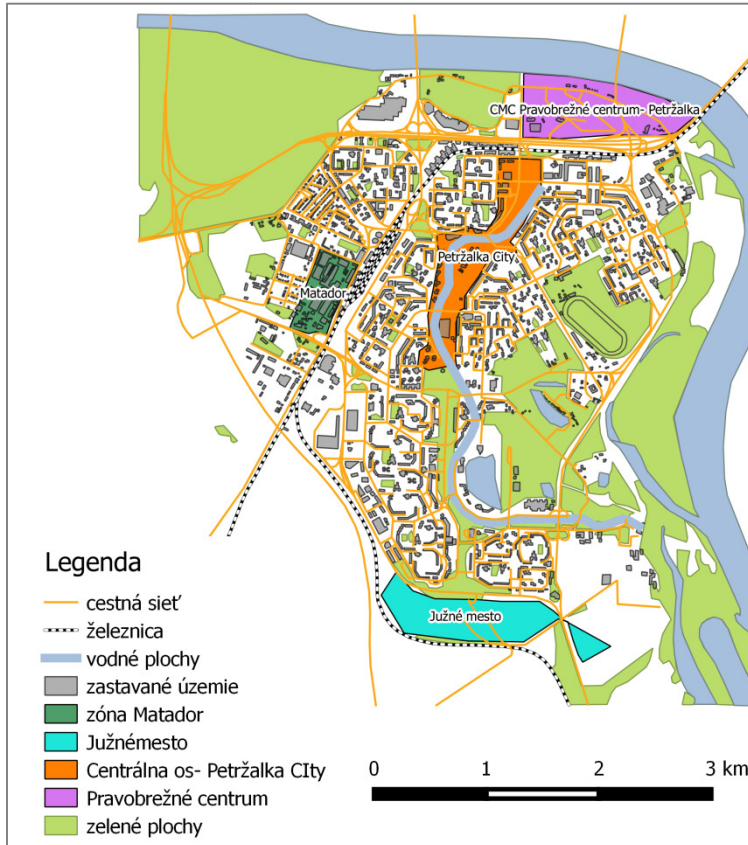 CMC Pravobrežné centrum- Petržalka
Petržalka City
Matador
Južné mesto
Legenda
cestná sieť
železnica
vodné plochy
zastavané územie
zóna Matador
Južnémesto
Centrálna os- Petržalka CIty
Pravobrežné centrum
zelené plochy
0 1 2 3 km